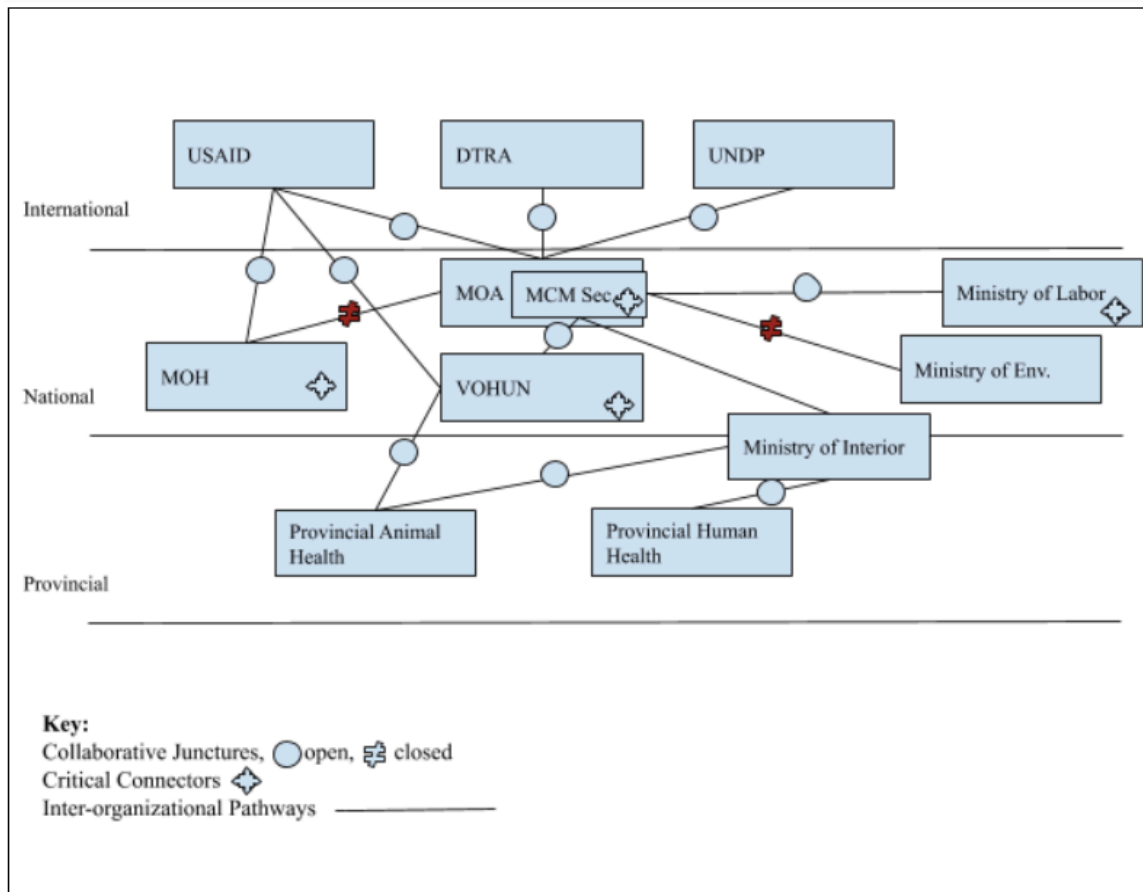 USAID
DTRA
UNDP
International
MOA
MCM Sec.
Ministry of Labor
MOH
VOHUN
Ministry of Env.
National
Ministry of Interior
Provincial Animal
Health
Provincial Human
Health
Provincial
Key:
Collaborative Junctures, open, closed
Critical Connectors
Inter-organizational Pathways